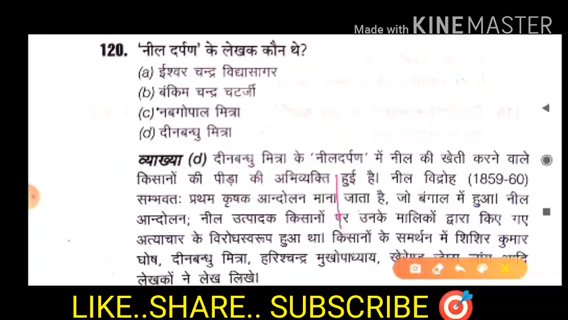 Made with KINEMASTER
120. 'नील दर्पण' के लेखक कौन थे?
(a) ईश्वर चन्द्र विद्यासागर
(b) बंकिम चन्द्र चटर्जी
(c) नबगोपाल मित्रा
(d) दीनबन्धु मित्रा
व्याख्या (d) दीनबन्धु मित्रा के 'नीलदर्पण' में नील की खेती करने वाले
किसानों की पीड़ा की अभिव्यक्ति हुई है। नील विद्रोह (1859-60)
सम्भवतः प्रथम कृषक आन्दोलन माना जाता है, जो बंगाल में हुआ। नील
आन्दोलन; नील उत्पादक किसानों पर उनके मालिकों द्वारा किए गए
अत्याचार के विरोधस्वरूप हुआ था। किसानों के समर्थन में शिशिर कुमार
घोष, दीनबन्धु मित्रा, हरिश्चन्द्र मुखोपाध्याय, आदि
लेखकों ने लेख लिखे।
LIKE..SHARE.. SUBSCRIBE